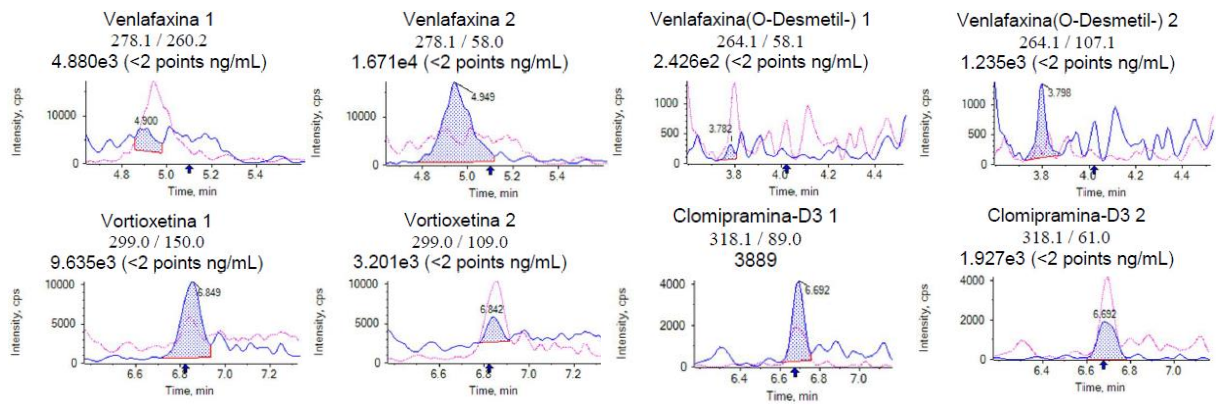 Venlafaxina 1
278.1 / 260.2
4.880e3 (<2 points ng/mL)
Intensity, cps
10000
5000
0
4.900
4.8 5.0 5.2 5.4
Time, min
Venlafaxina 2
278.1 / 58.0
1.671e4 (<2 points ng/mL)
Intensity, cps
10000
0
4.949
4.8 5.0 5.2 5.4
Time, min
Venlafaxina(O-Desmetil-) 1
264.1 / 58.1
2.426e2 (<2 points ng/mL)
Intensity, cps
1000
500
0
3.782
3.8 4.0 4.2 4.4
Time, min
Venlafaxina(O-Desmetil-) 2
264.1 / 107.1
1.235e3 (<2 points ng/mL)
Intensity, cps
1000
500
0
3.798
3.8 4.0 4.2 4.4
Time, min
Vortioxetina 1
299.0 / 150.0
9.635e3 (<2 points ng/mL)
Intensity, cps
10000
5000
0
6.849
6.6 6.8 7.0 7.2
Time, min
Vortioxetina 2
299.0 / 109.0
3.201e3 (<2 points ng/mL)
Intensity, cps
10000
5000
0
6.842
6.6 6.8 7.0 7.2
Time, min
Clomipramina-D3 1
318.1 / 89.0
3889
Intensity, cps
4000
2000
0
6.692
6.4 6.6 6.8 7.0
Time, min
Clomipramina-D3 2
318.1 / 61.0
1.927e3 (<2 points ng/mL)
Intensity, cps
4000
2000
0
6.692
6.4 6.6 6.8 7.0
Time, min